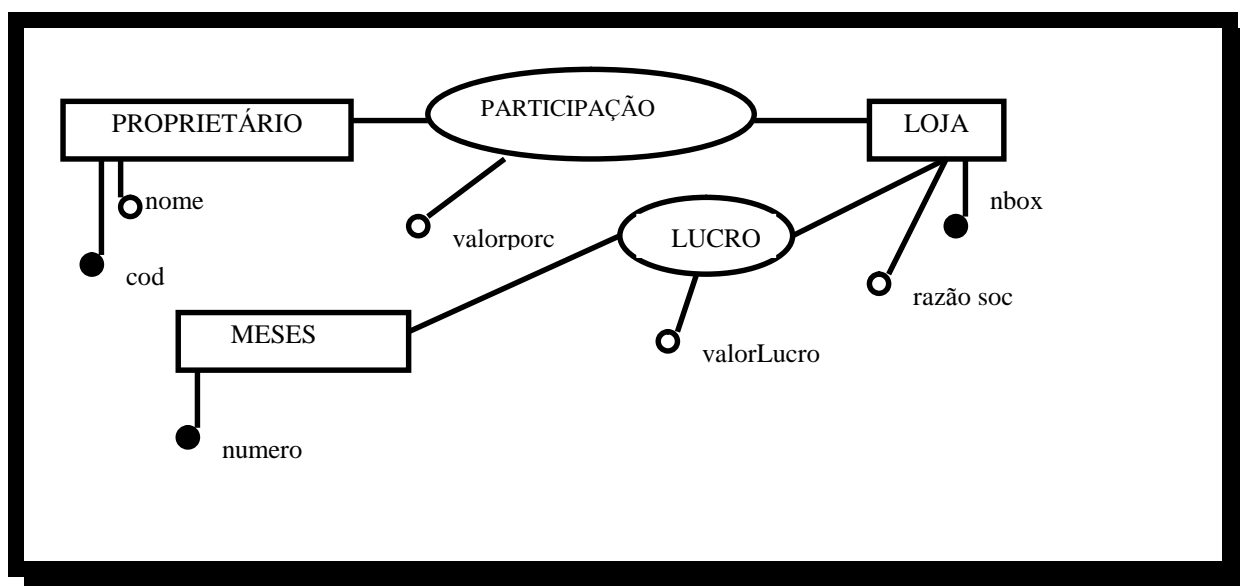 PROPRIETÁRIO
PARTICIPAÇÃO
LOJA
nome
nbox
valorporc
LUCRO
cod
razão soc
MESES
valorLucro
numero